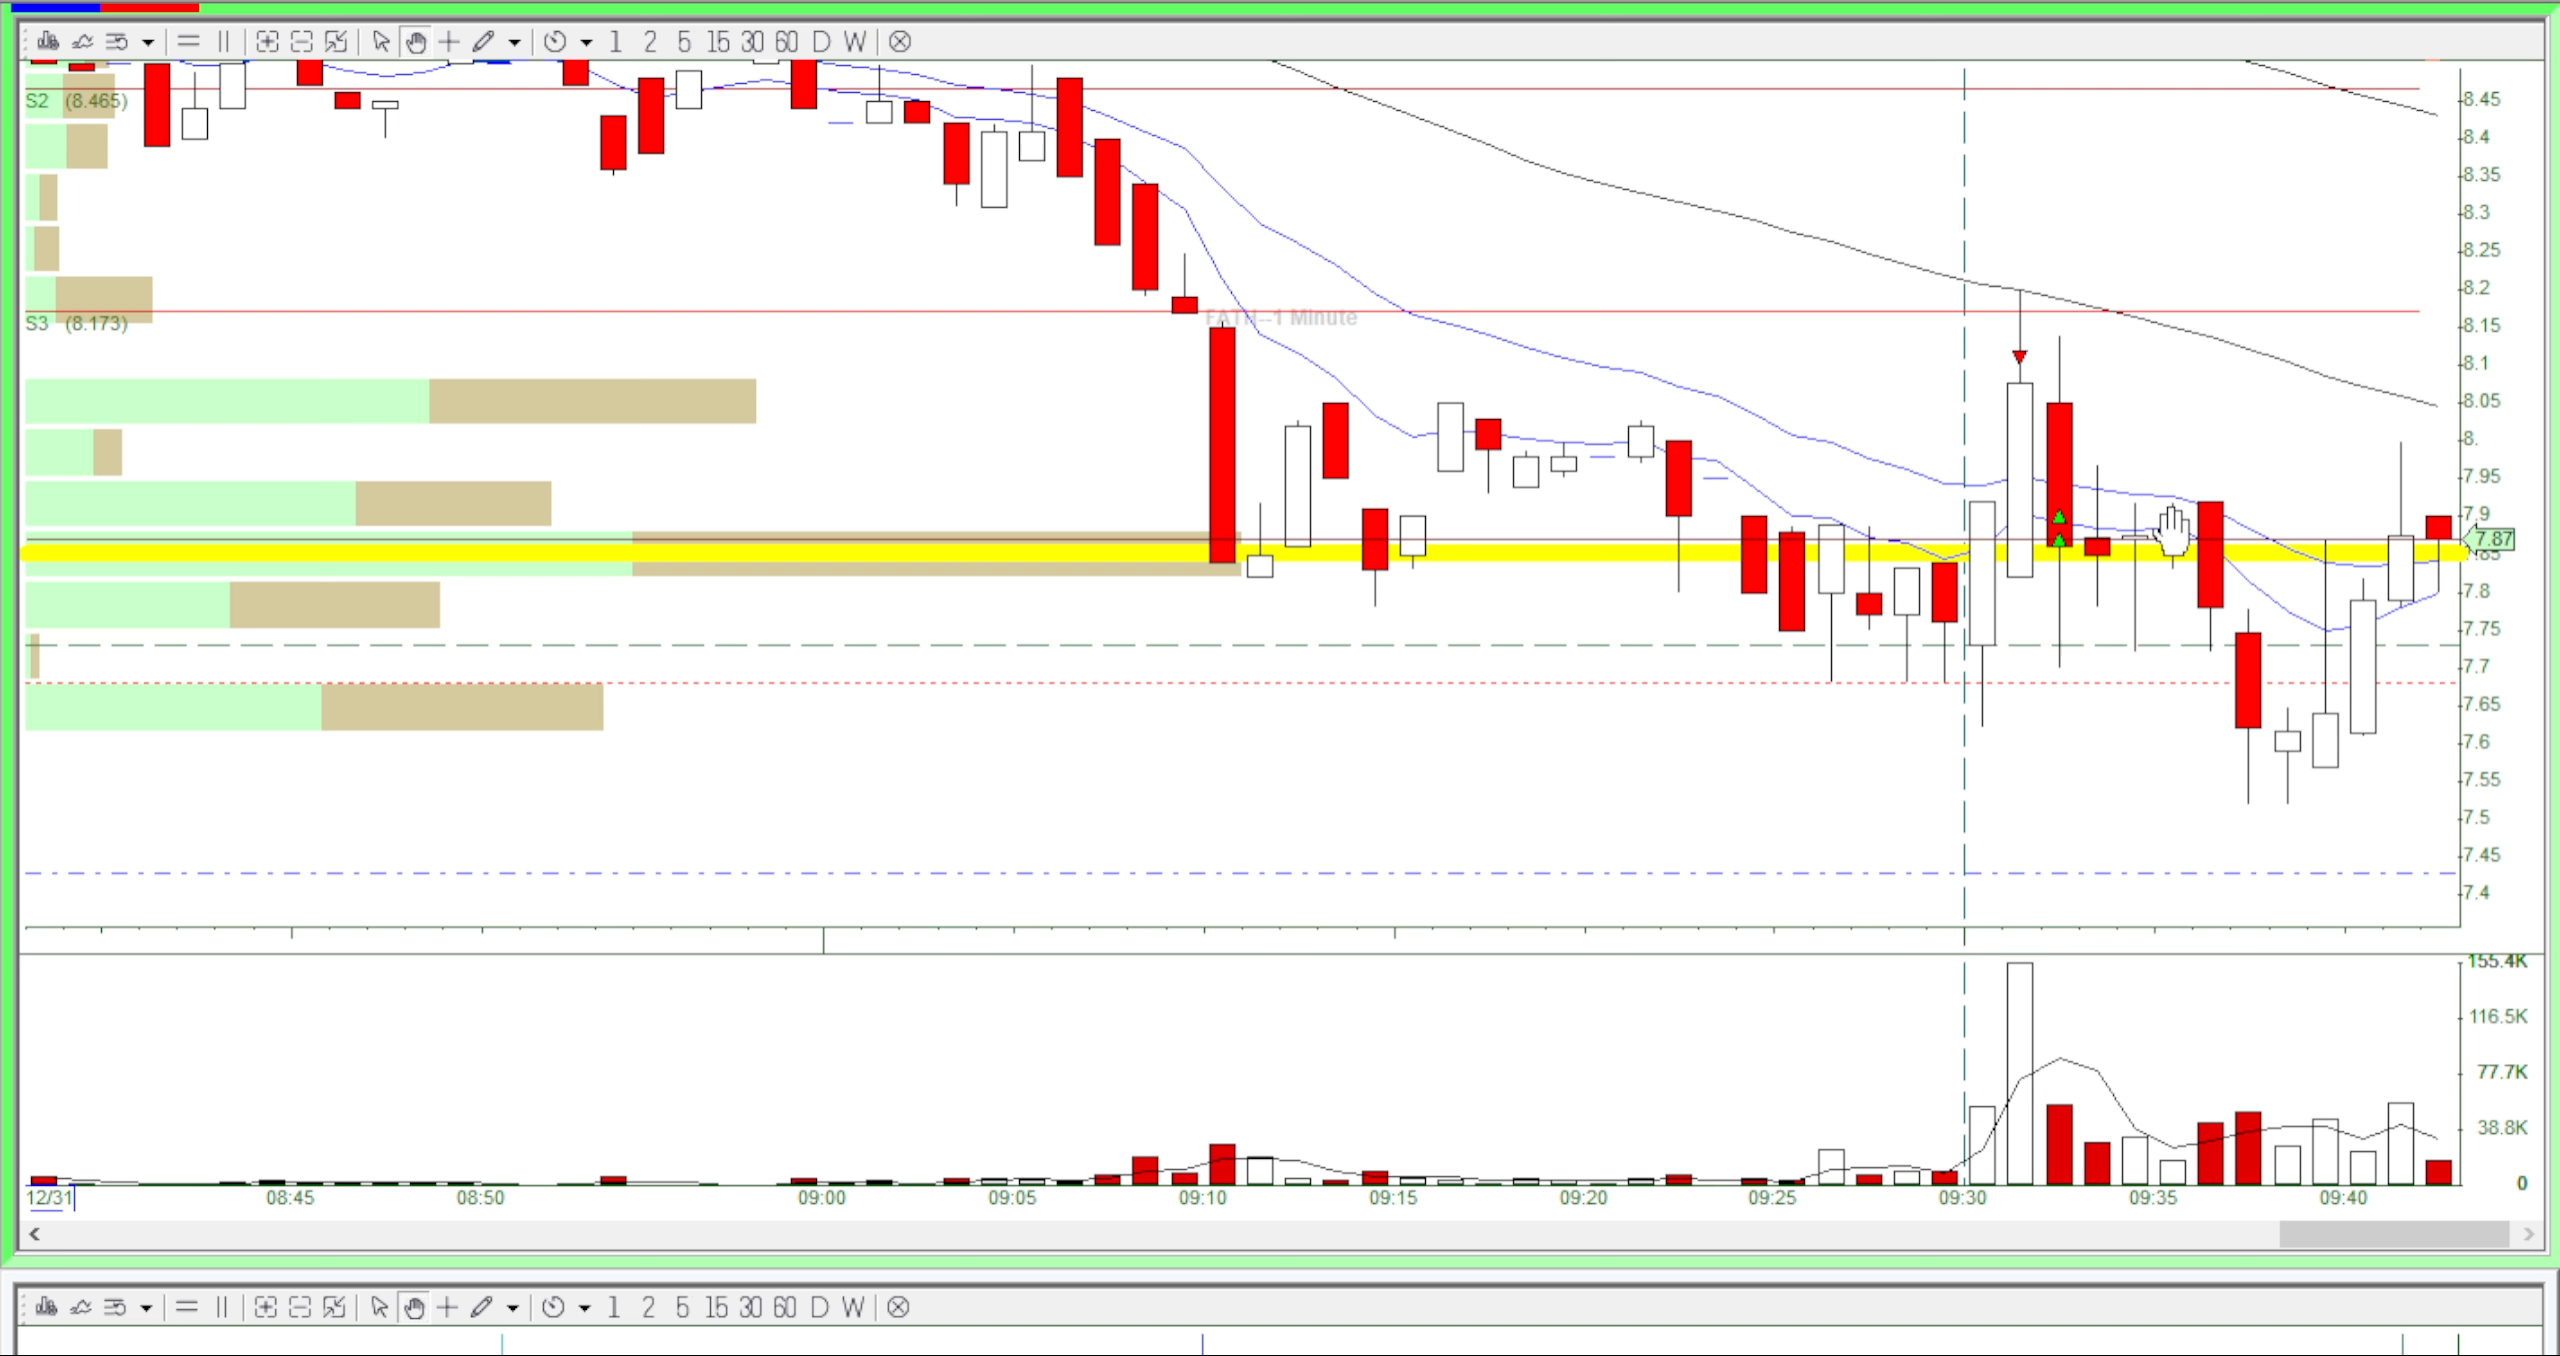 1 2 5 15 30 60 D W
S2 (8.465)
S3 (8.173)
FATH--1 Minute
8.45
8.4
8.35
8.3
8.25
8.2
8.15
8.1
8.05
8.
7.95
7.9
7.87
7.8
7.75
7.7
7.65
7.6
7.55
7.5
7.45
7.4
155.4K
116.5K
77.7K
38.8K
0
12/31 08:45 08:50 09:00 09:05 09:10 09:15 09:20 09:25 09:30 09:35 09:40
1 2 5 15 30 60 D W